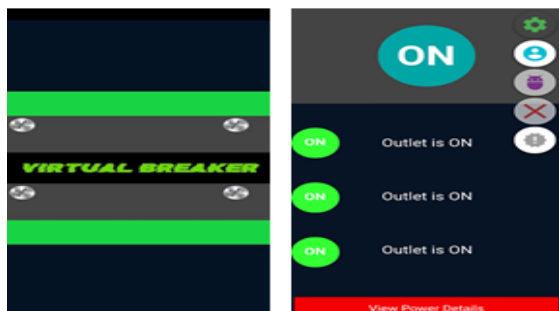 VIRTUAL BREAKER
ON
ON Outlet is ON
ON Outlet is ON
ON Outlet is ON
View Power Details